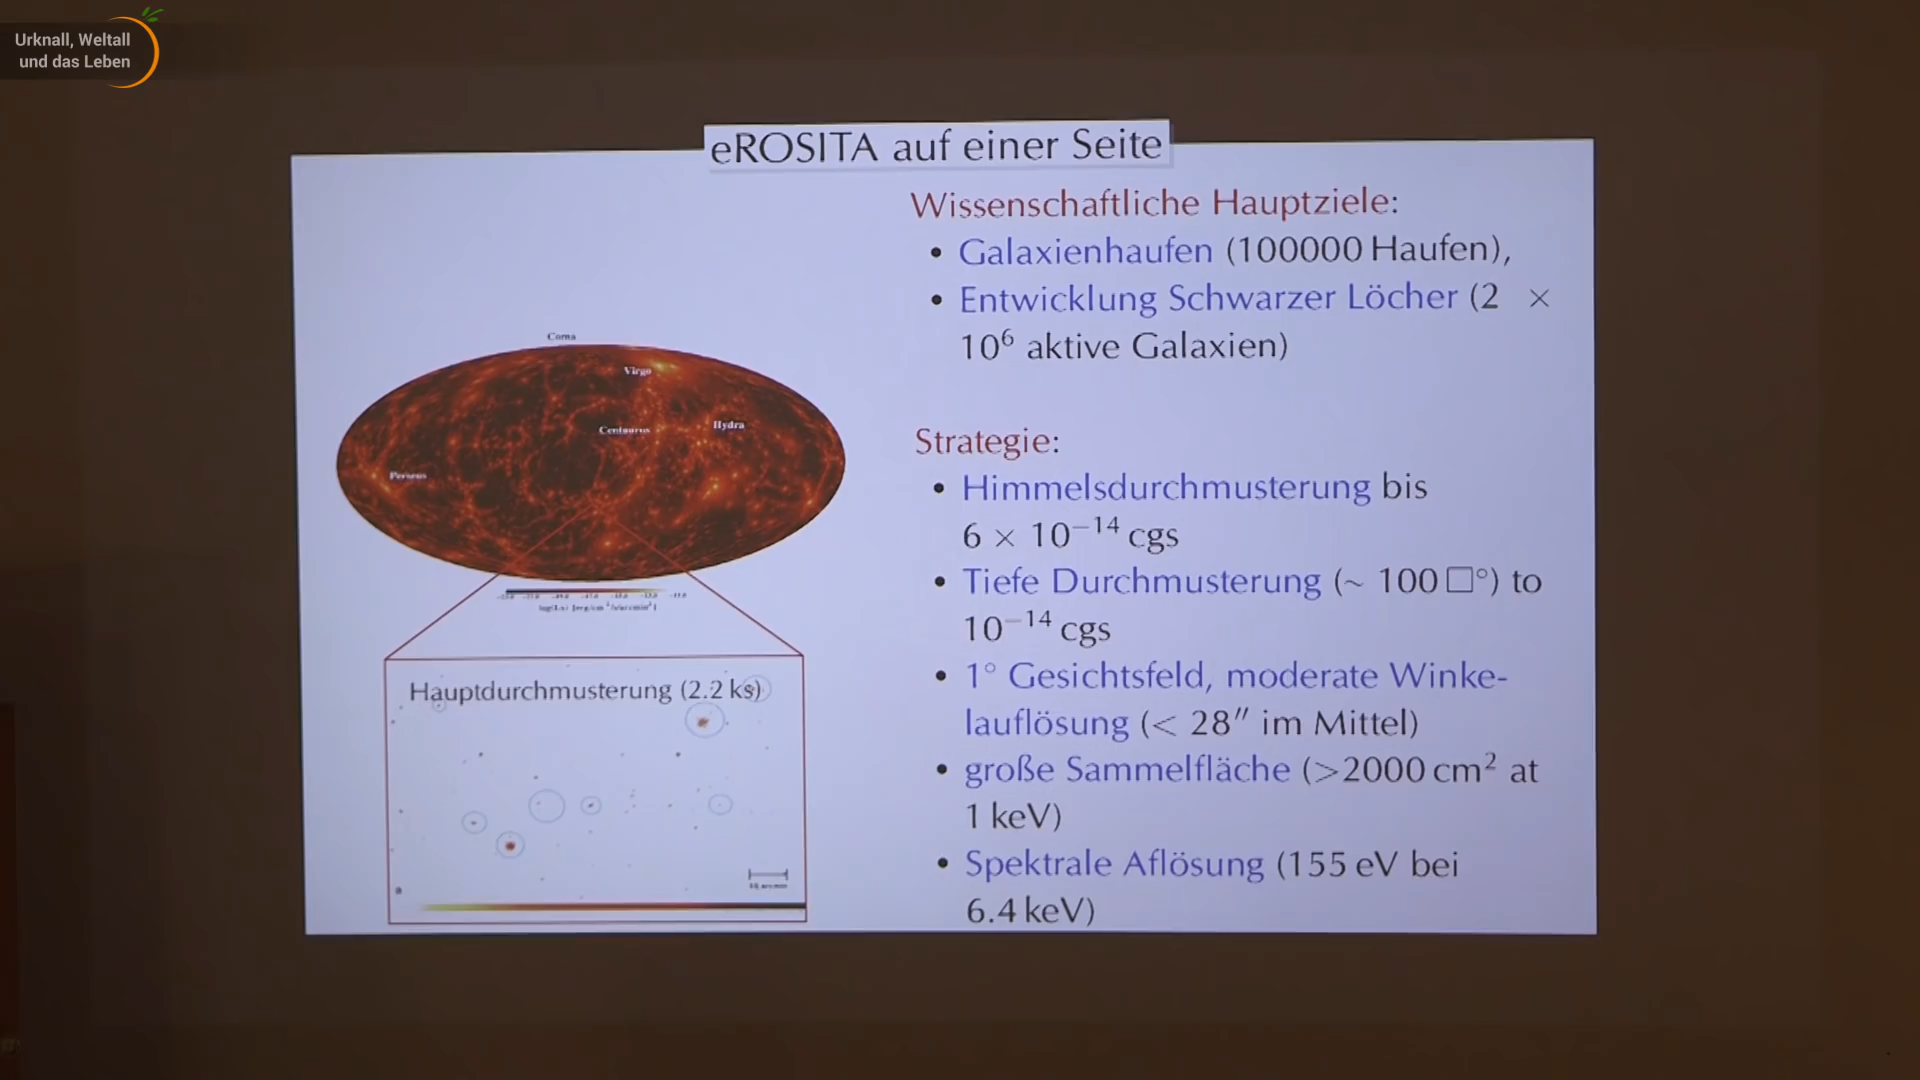 Urknall, Weltall
und das Leben
eROSITA auf einer Seite
Wissenschaftliche Hauptziele:
• Galaxienhaufen (100000 Haufen),
• Entwicklung Schwarzer Löcher (2 ×
10⁶ aktive Galaxien)
Strategie:
• Himmelsdurchmusterung bis
6 × 10⁻¹⁴ cgs
• Tiefe Durchmusterung (~ 100 □°) to
10⁻¹⁴ cgs
• 1° Gesichtsfeld, moderate Winke-
lauflösung (< 28″ im Mittel)
• große Sammelfläche (>2000 cm² at
1 keV)
• Spektrale Aflösung (155 eV bei
6.4 keV)
Coma
Virgo
Centaurus
Hydra
Perseus
Hauptdurchmusterung (2.2 ks)
10 arcmin